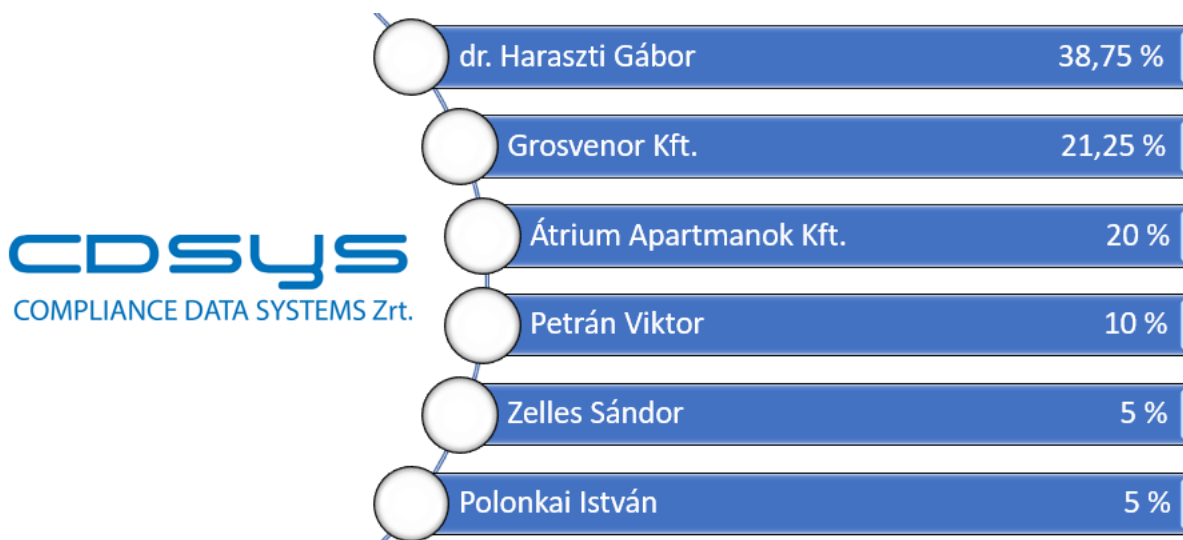 dr. Haraszti Gábor 38,75 %
Grosvenor Kft. 21,25 %
Átrium Apartmanok Kft. 20 %
CDSYS
COMPLIANCE DATA SYSTEMS Zrt.
Petrán Viktor 10 %
Zelles Sándor 5 %
Polonkai István 5 %